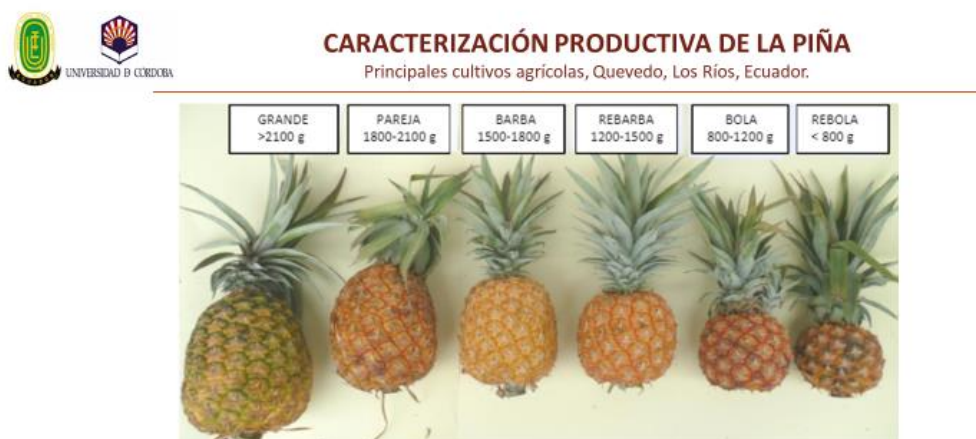 UNIVERSIDAD Ð CÓRDOBA
CARACTERIZACIÓN PRODUCTIVA DE LA PIÑA
Principales cultivos agrícolas, Quevedo, Los Ríos, Ecuador.
GRANDE
>2100 g
PAREJA
1800-2100 g
BARBA
1500-1800 g
REBARBA
1200-1500 g
BOLA
800-1200 g
REBOLA
< 800 g